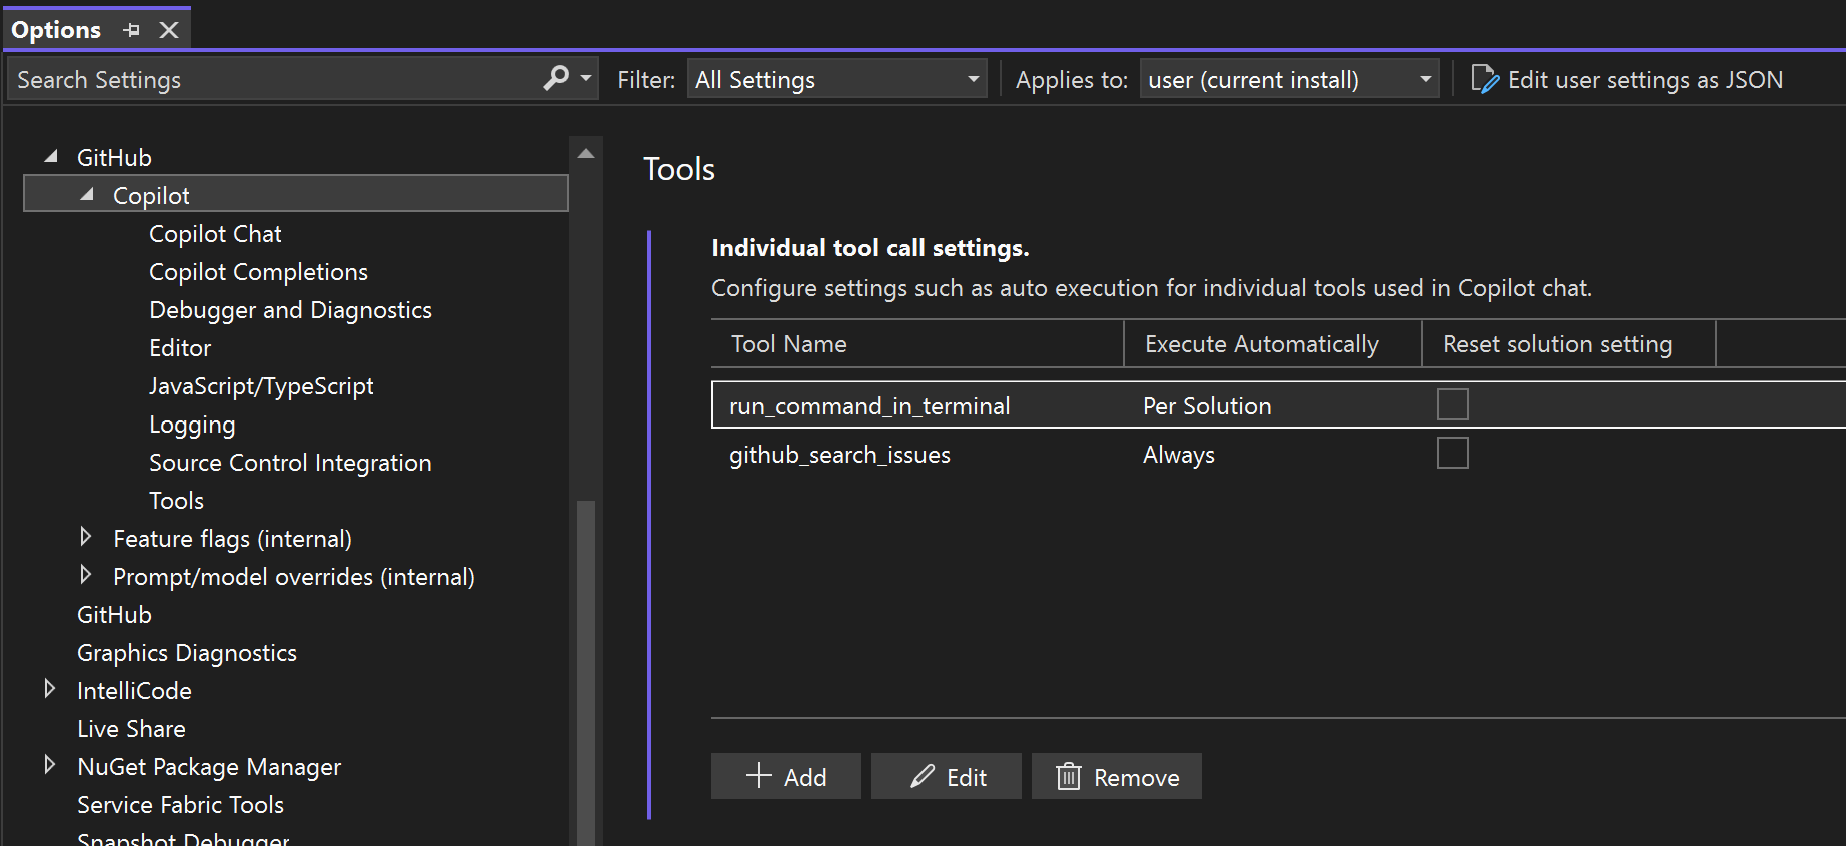 Options
Search Settings
Filter: All Settings
Applies to: user (current install)
Edit user settings as JSON
GitHub
Copilot
Copilot Chat
Copilot Completions
Debugger and Diagnostics
Editor
JavaScript/TypeScript
Logging
Source Control Integration
Tools
Feature flags (internal)
Prompt/model overrides (internal)
GitHub
Graphics Diagnostics
IntelliCode
Live Share
NuGet Package Manager
Service Fabric Tools
Snapshot Debugger
Tools
Individual tool call settings.
Configure settings such as auto execution for individual tools used in Copilot chat.
Tool Name Execute Automatically Reset solution setting
run_command_in_terminal Per Solution
github_search_issues Always
Add Edit Remove